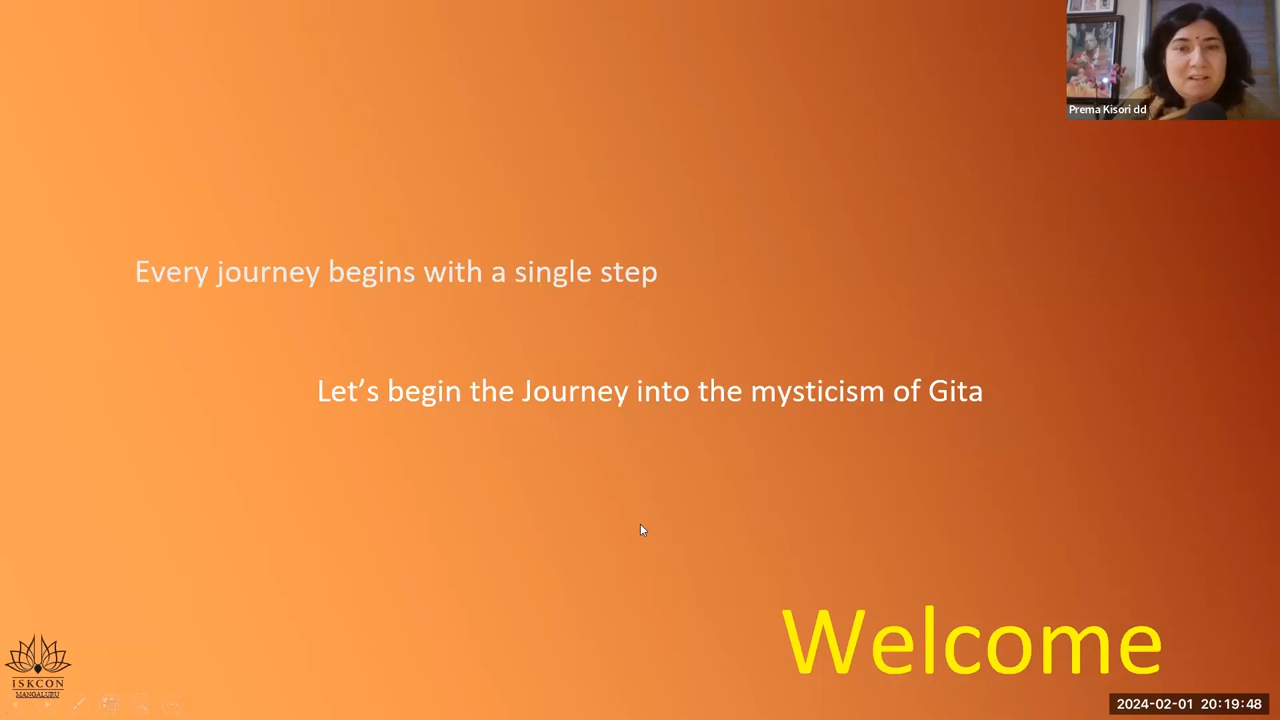 Prema Kisori dd
Every journey begins with a single step
Let’s begin the Journey into the mysticism of Gita
Welcome
ISKCON
MANGALURU
2024-02-01 20:19:48